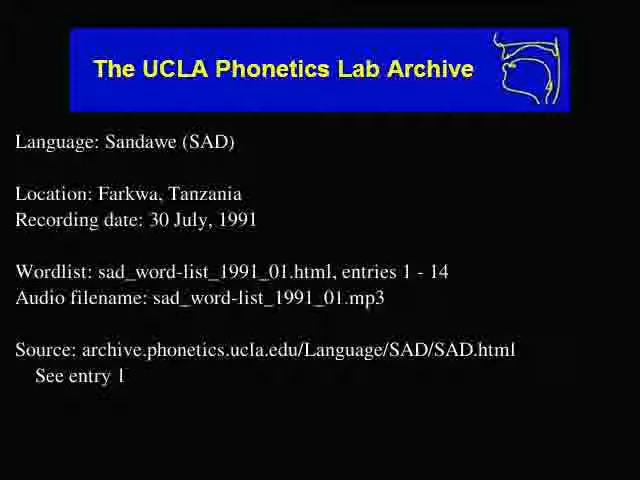 The UCLA Phonetics Lab Archive
Language: Sandawe (SAD)
Location: Farkwa, Tanzania
Recording date: 30 July, 1991
Wordlist: sad_word-list_1991_01.html, entries 1 - 14
Audio filename: sad_word-list_1991_01.mp3
Source: archive.phonetics.ucla.edu/Language/SAD/SAD.html
See entry 1